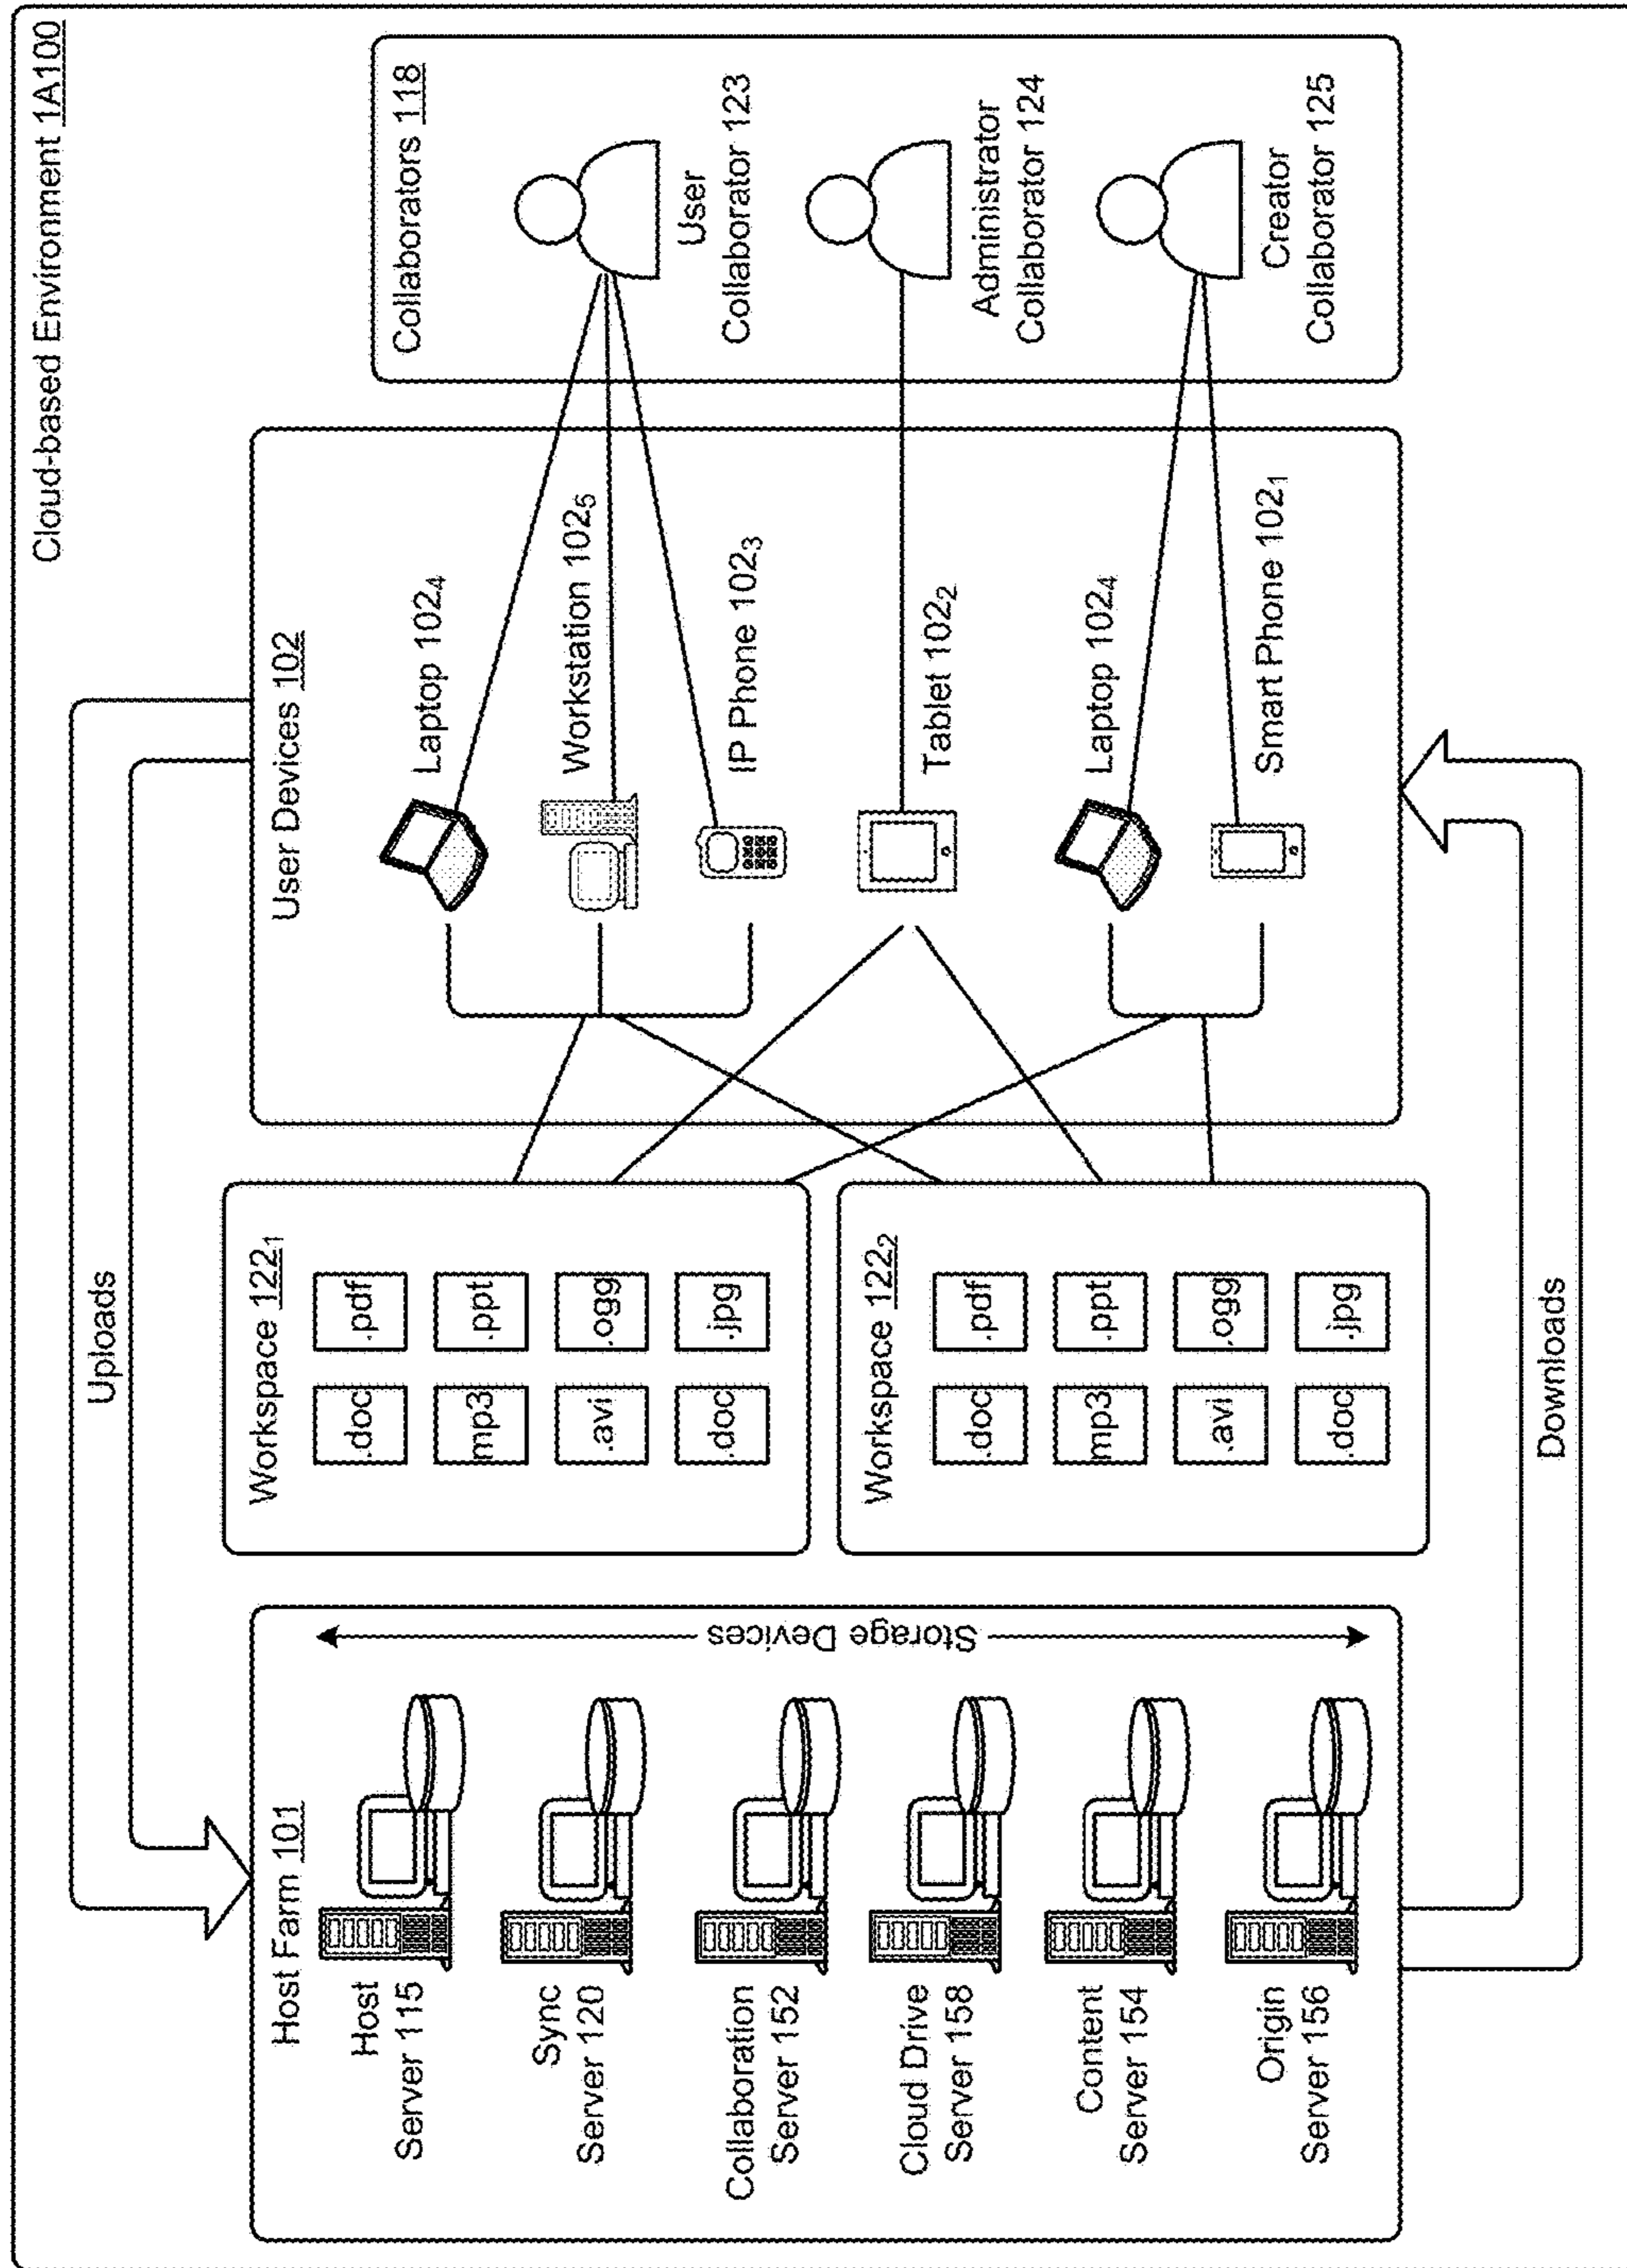 Cloud-based Environment 1A100
Uploads
Host Farm 101
Host
Server 115
Sync
Server 120
Collaboration
Server 152
Cloud Drive
Server 158
Content
Server 154
Origin
Server 156
Storage Devices
Workspace 122₁
.doc .pdf
.mp3 .ppt
.avi .ogg
.doc .jpg
Workspace 122₂
.doc .pdf
.mp3 .ppt
.avi .ogg
.doc .jpg
User Devices 102
Laptop 102₄
Workstation 102₅
IP Phone 102₃
Tablet 102₂
Laptop 102₄
Smart Phone 102₁
Collaborators 118
User
Collaborator 123
Administrator
Collaborator 124
Creator
Collaborator 125
Downloads